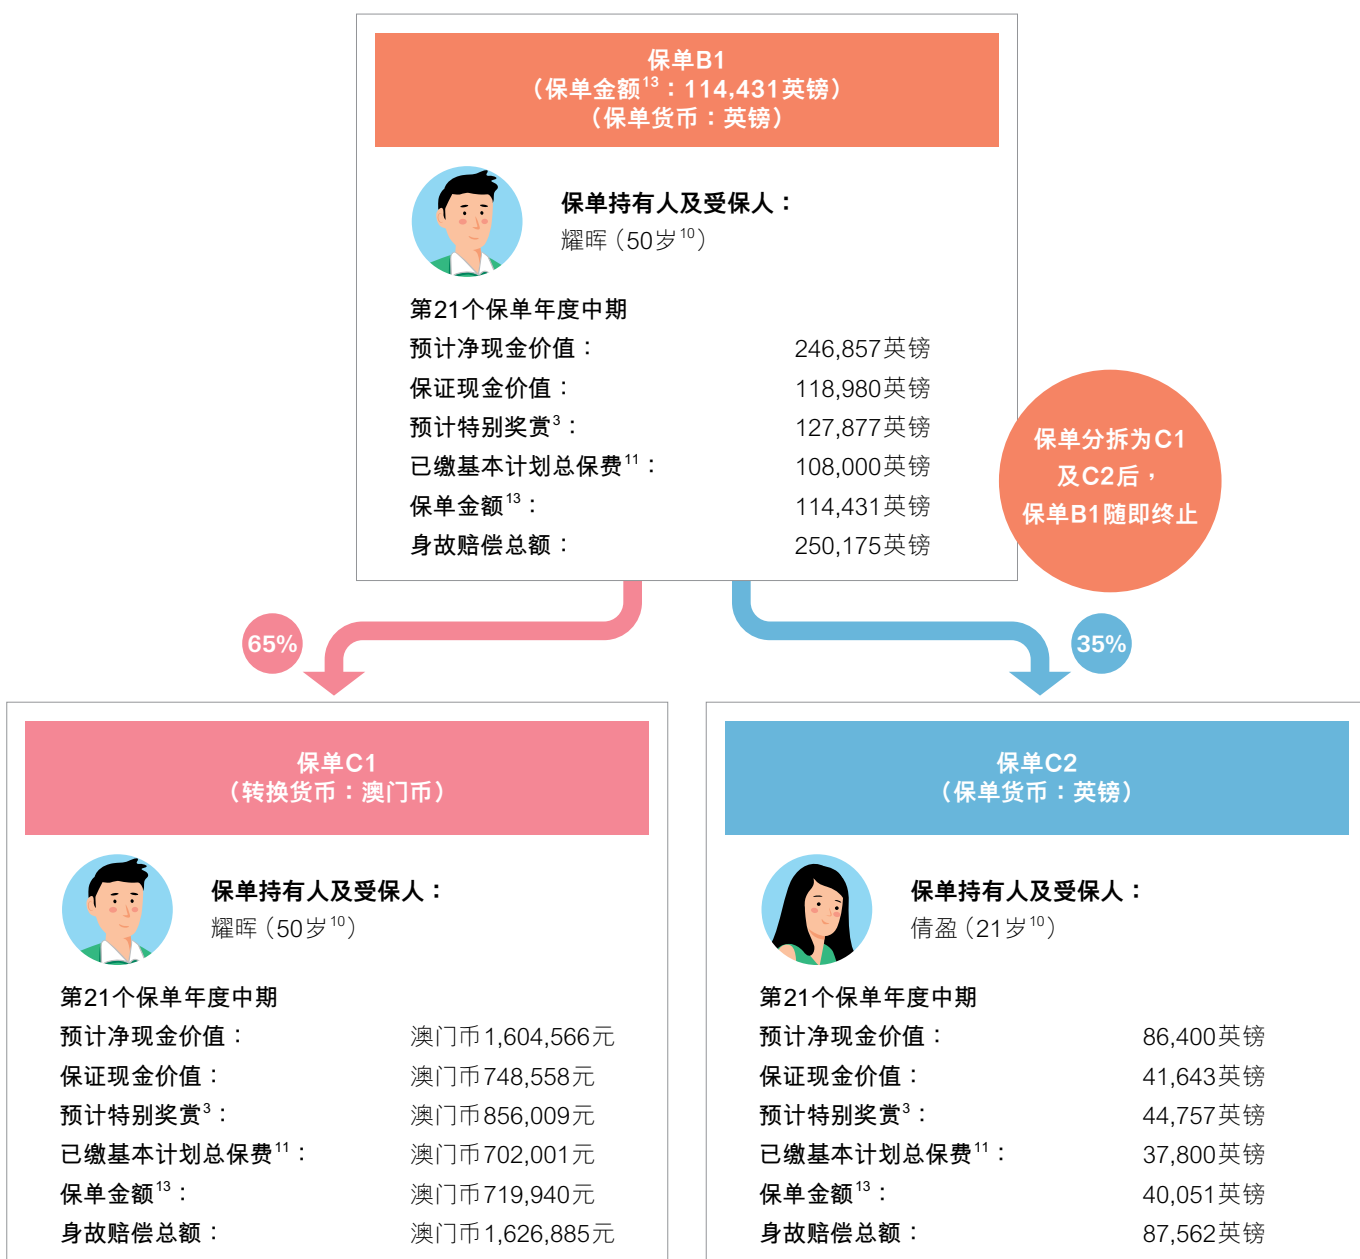 保单B1
（保单金额13：114,431英镑）
（保单货币：英镑）
保单持有人及受保人：
耀晖（50岁10）
第21个保单年度中期
预计净现金价值： 246,857英镑
保证现金价值： 118,980英镑
预计特别奖赏3： 127,877英镑
已缴基本计划总保费11： 108,000英镑
保单金额13： 114,431英镑
身故赔偿总额： 250,175英镑
保单分拆为C1
及C2后，
保单B1随即终止
65%
35%
保单C1
（转换货币：澳门币）
保单持有人及受保人：
耀晖（50岁10）
第21个保单年度中期
预计净现金价值： 澳门币1,604,566元
保证现金价值： 澳门币748,558元
预计特别奖赏3： 澳门币856,009元
已缴基本计划总保费11： 澳门币702,001元
保单金额13： 澳门币719,940元
身故赔偿总额： 澳门币1,626,885元
保单C2
（保单货币：英镑）
保单持有人及受保人：
倩盈（21岁10）
第21个保单年度中期
预计净现金价值： 86,400英镑
保证现金价值： 41,643英镑
预计特别奖赏3： 44,757英镑
已缴基本计划总保费11： 37,800英镑
保单金额13： 40,051英镑
身故赔偿总额： 87,562英镑